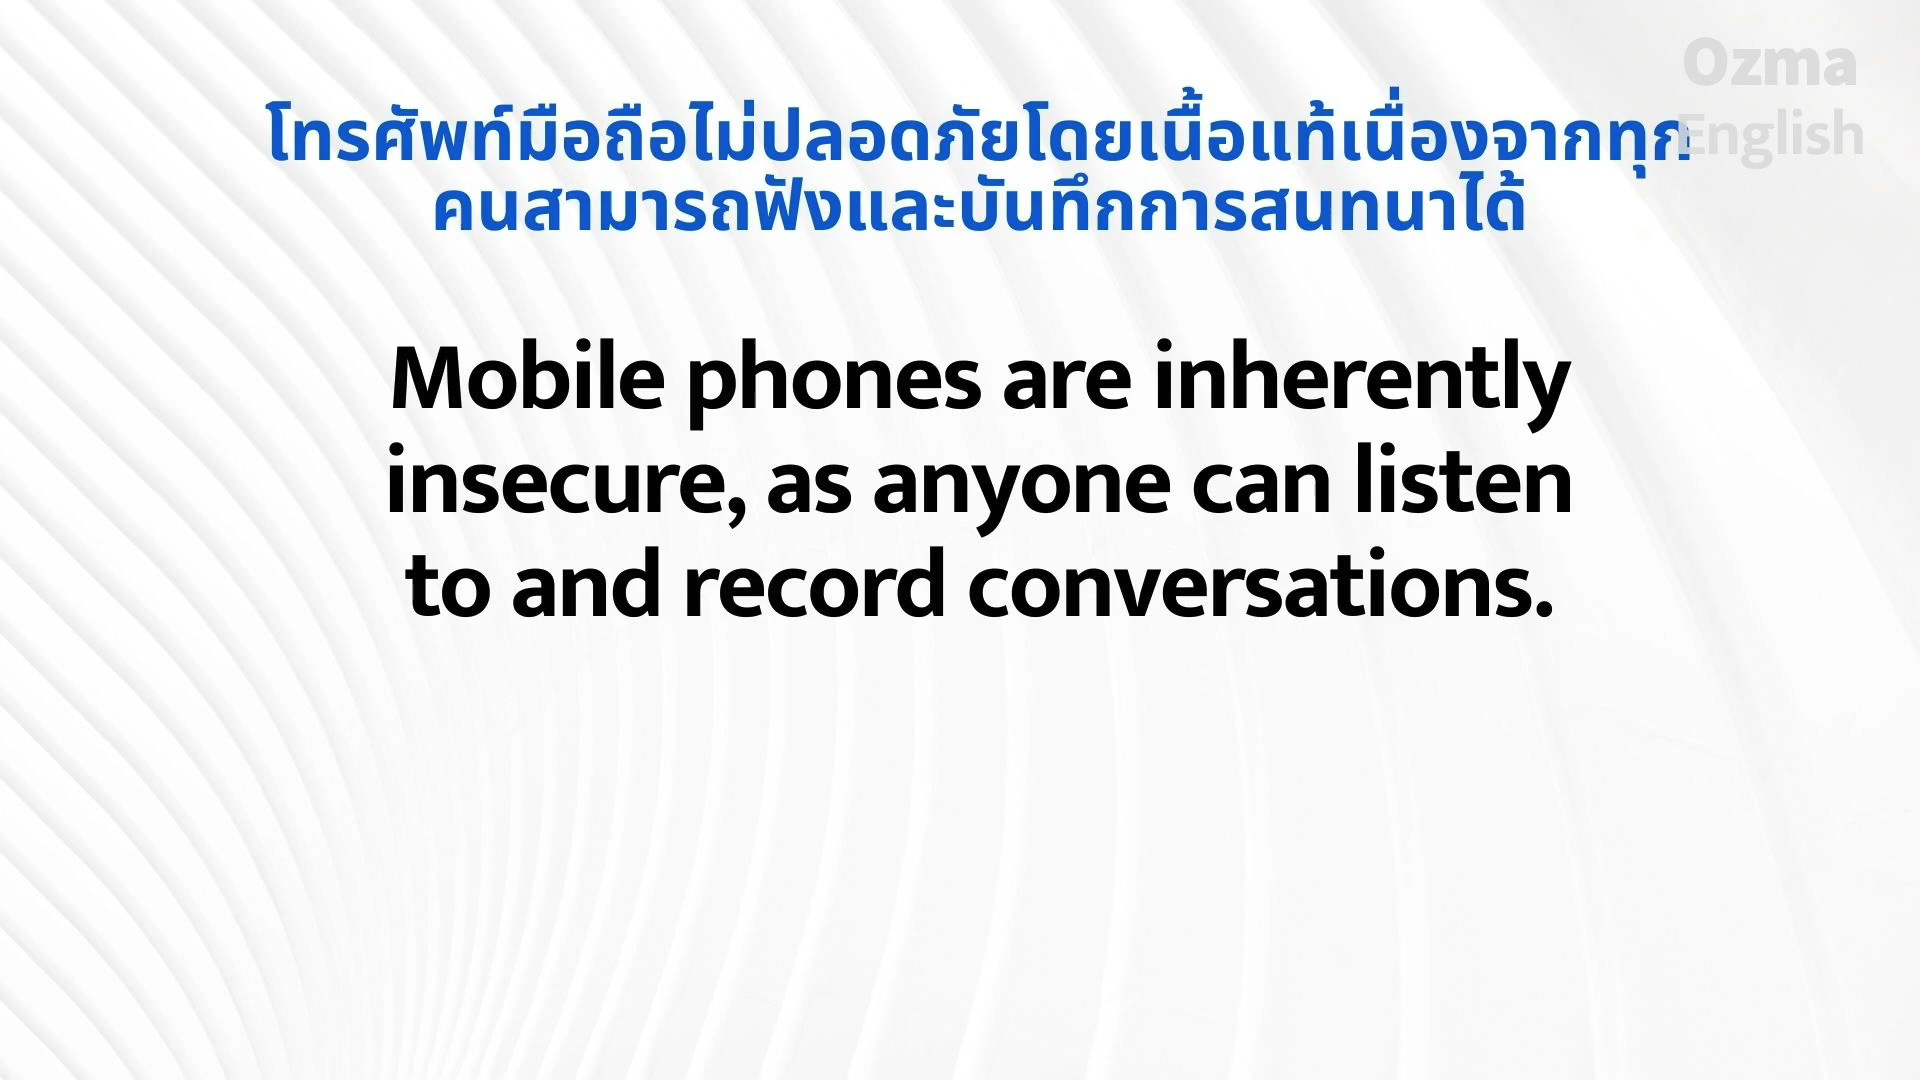 Ozma
English
โทรศัพท์มือถือไม่ปลอดภัยโดยเนื้อแท้เนื่องจากทุก
คนสามารถฟังและบันทึกการสนทนาได้
Mobile phones are inherently
insecure, as anyone can listen
to and record conversations.